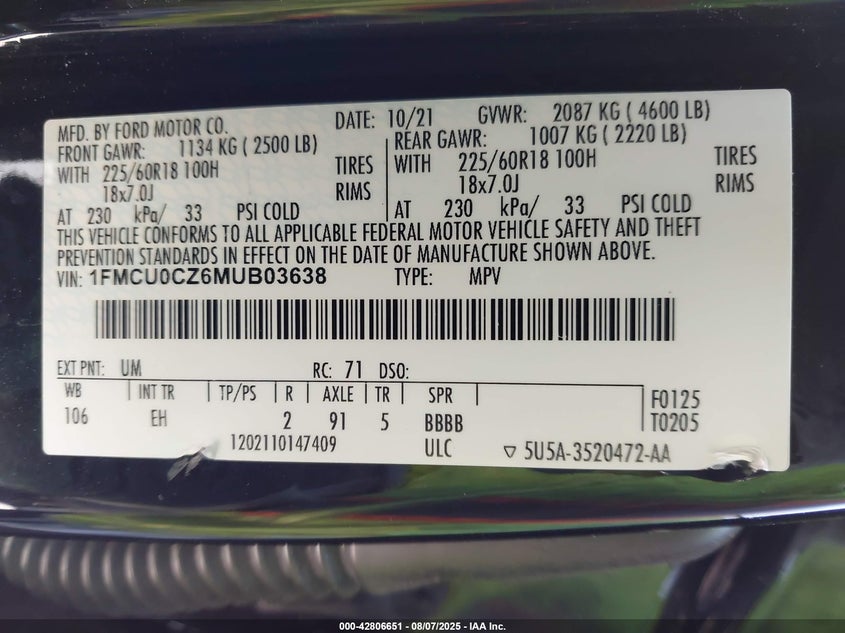 MFD. BY FORD MOTOR CO. DATE: 10/21 GVWR: 2087 KG ( 4600 LB)
FRONT GAWR: 1134 KG ( 2500 LB) REAR GAWR: 1007 KG ( 2220 LB)
WITH 225/60R18 100H TIRES WITH 225/60R18 100H TIRES
18x7.0J RIMS 18x7.0J RIMS
AT 230 kPa/ 33 PSI COLD AT 230 kPa/ 33 PSI COLD
THIS VEHICLE CONFORMS TO ALL APPLICABLE FEDERAL MOTOR VEHICLE SAFETY AND THEFT
PREVENTION STANDARDS IN EFFECT ON THE DATE OF MANUFACTURE SHOWN ABOVE.
VIN: 1FMCU0CZ6MUB03638 TYPE: MPV
EXT PNT: UM RC: 71 DSO:
WB INT TR TP/PS R AXLE TR SPR F0125
106 EH 2 91 5 BBBB T0205
1202110147409 ULC 5U5A-3520472-AA
000-42806651 - 08/07/2025 - IAA Inc.